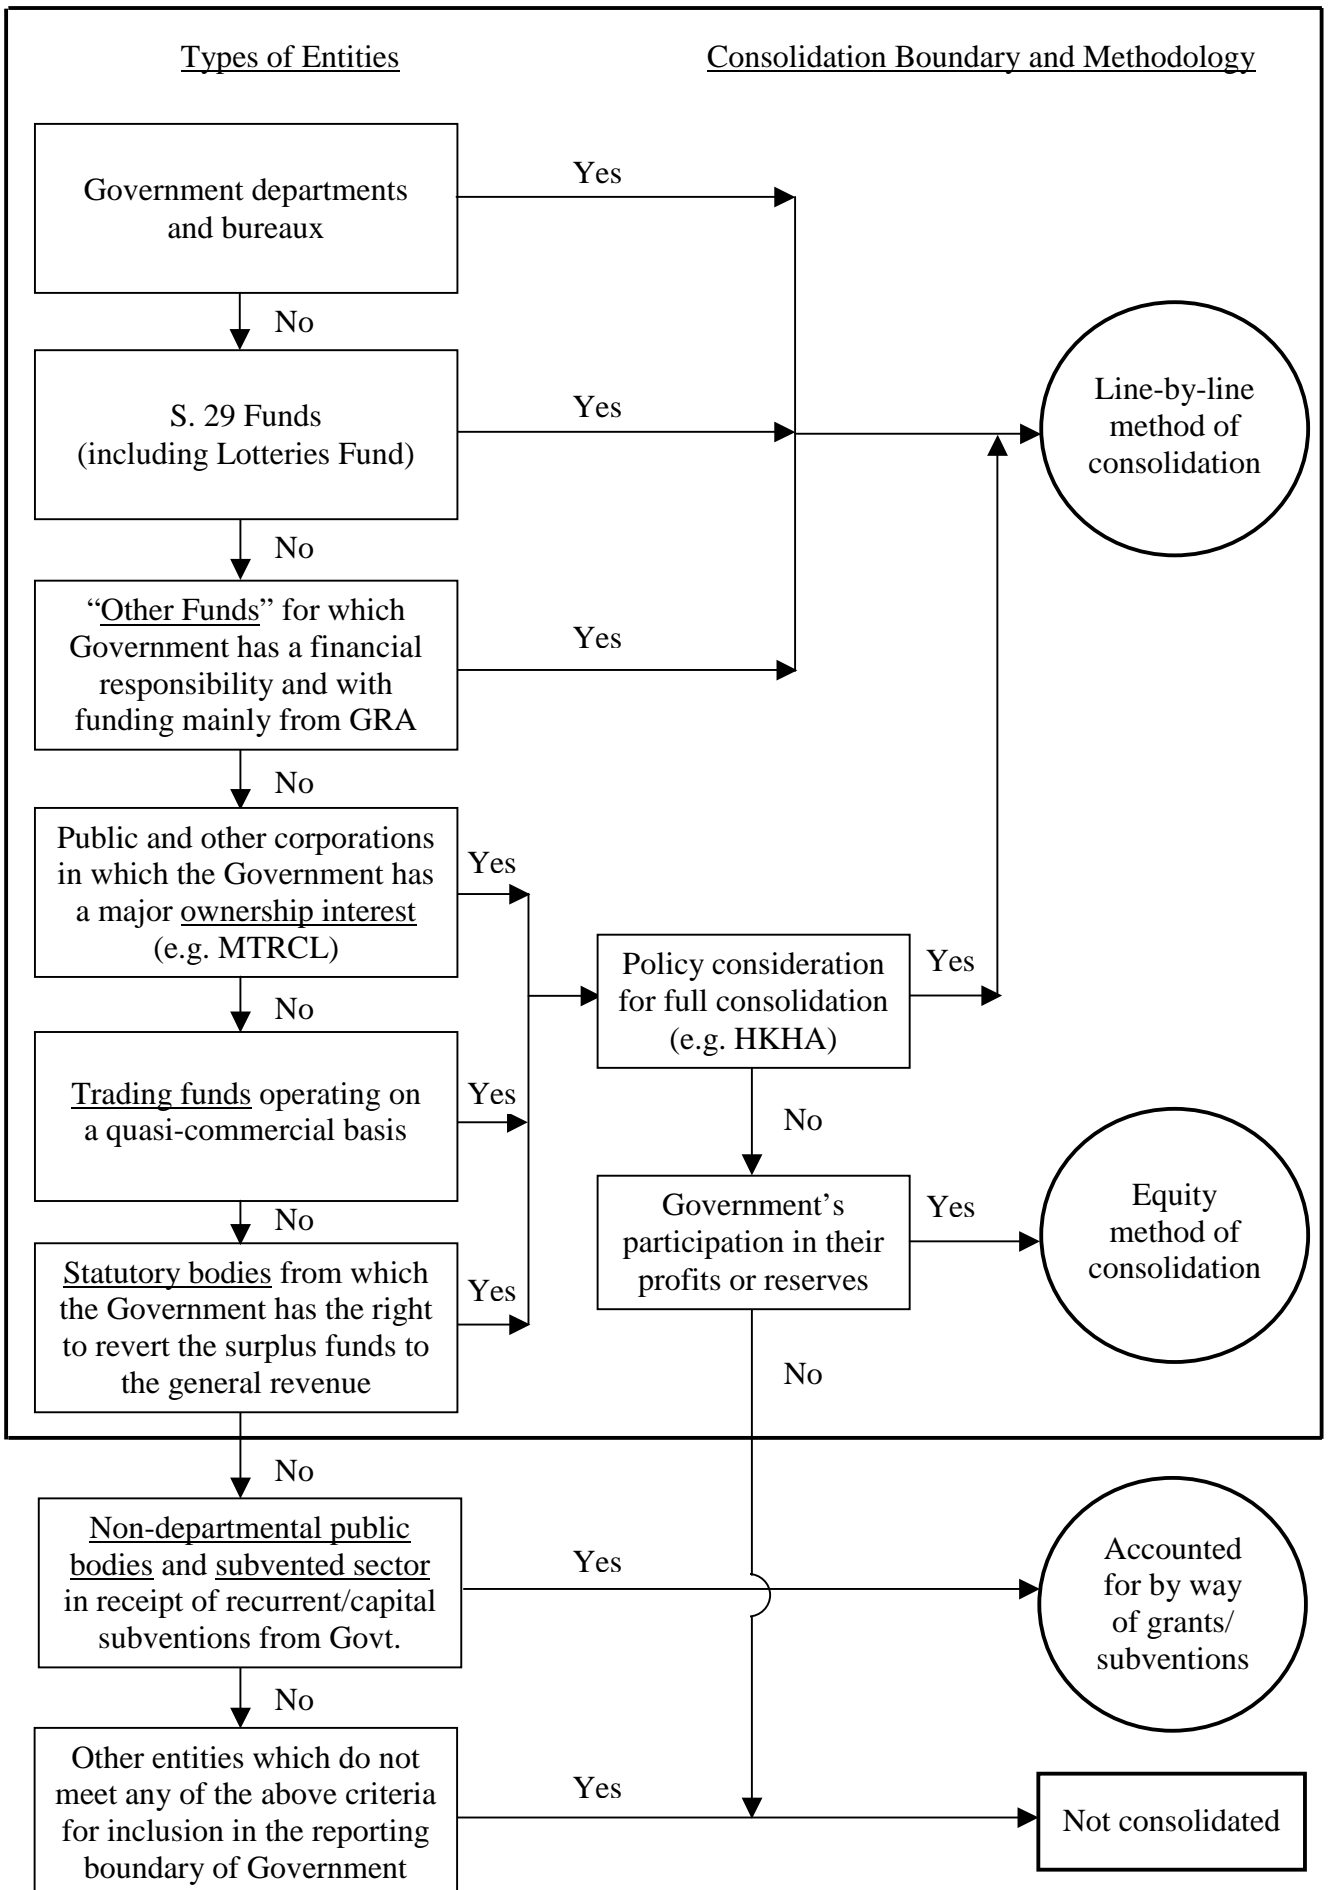 Types of Entities
Consolidation Boundary and Methodology
Government departments
and bureaux
Yes
No
S. 29 Funds
(including Lotteries Fund)
Yes
Line-by-line
method of
consolidation
No
“Other Funds” for which
Government has a financial
responsibility and with
funding mainly from GRA
Yes
No
Public and other corporations
in which the Government has
a major ownership interest
(e.g. MTRCL)
Yes
Policy consideration
for full consolidation
(e.g. HKHA)
Yes
No
Trading funds operating on
a quasi-commercial basis
Yes
No
No
Government’s
participation in their
profits or reserves
Yes
Equity
method of
consolidation
Statutory bodies from which
the Government has the right
to revert the surplus funds to
the general revenue
Yes
No
No
Non-departmental public
bodies and subvented sector
in receipt of recurrent/capital
subventions from Govt.
Yes
Accounted
for by way
of grants/
subventions
No
Other entities which do not
meet any of the above criteria
for inclusion in the reporting
boundary of Government
Yes
Not consolidated